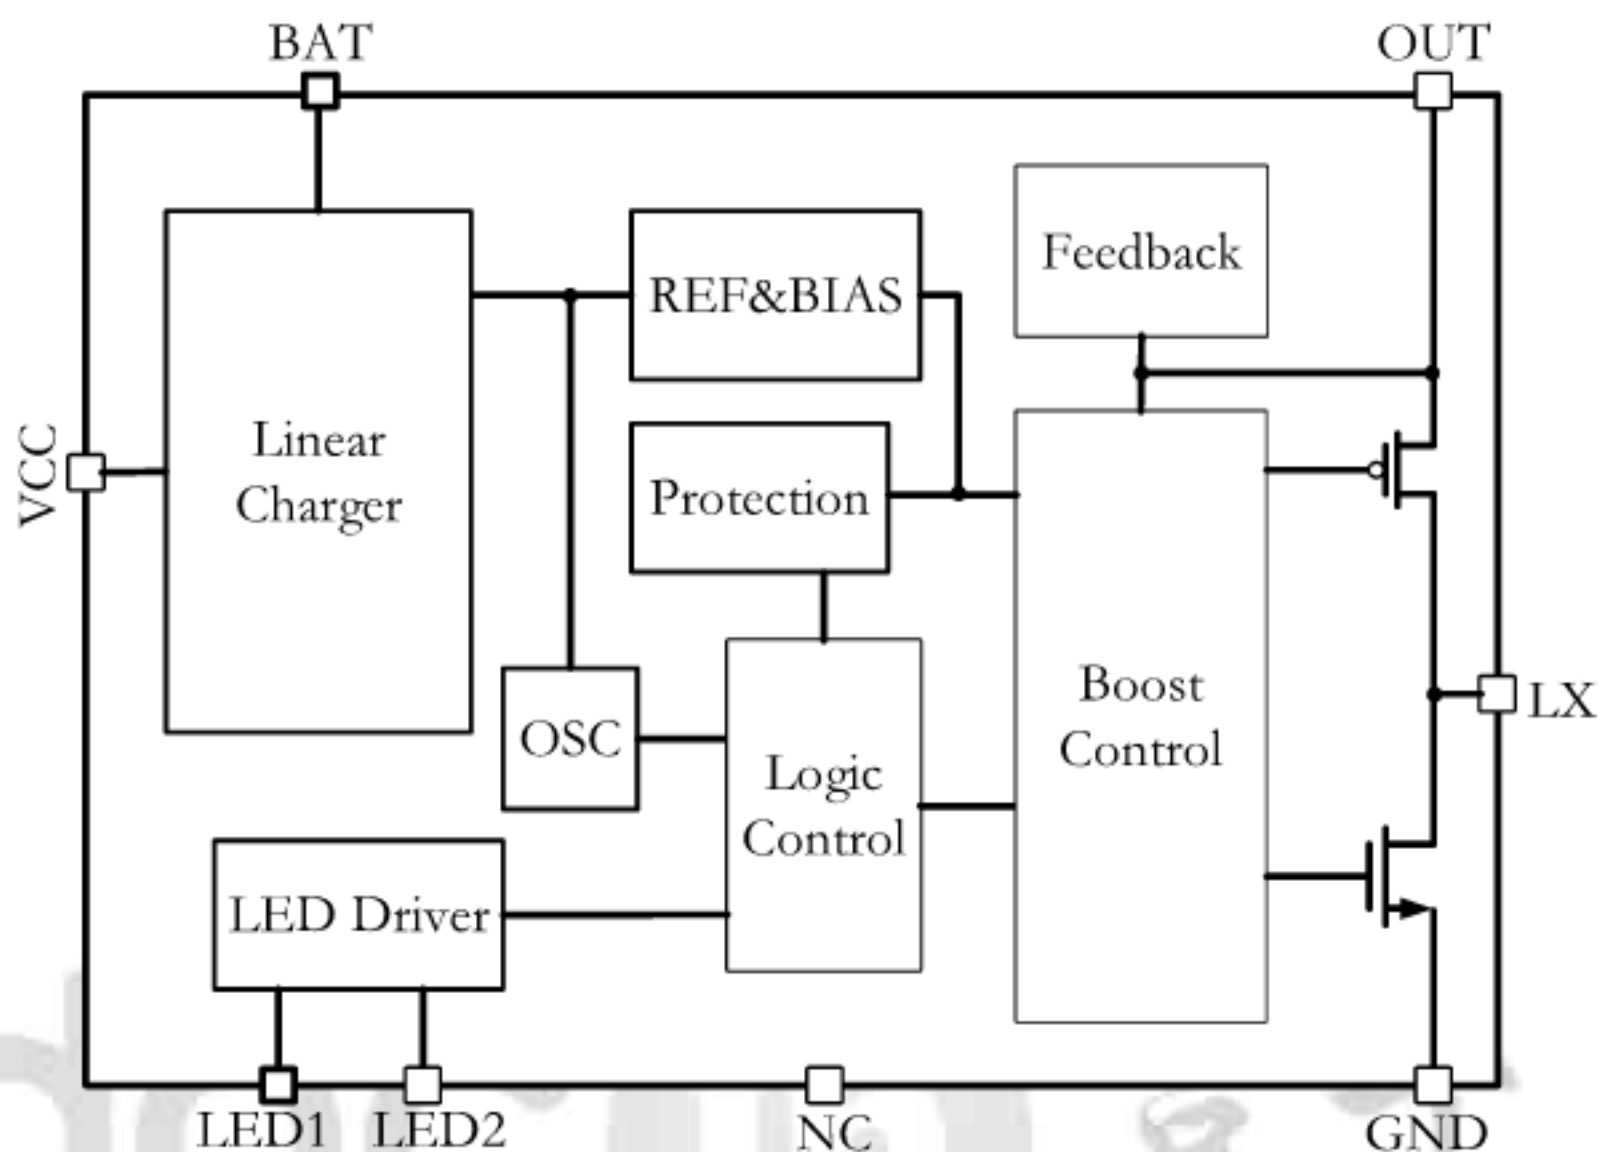 BAT
OUT
Feedback
REF&BIAS
Linear
Charger
VCC
Protection
Boost
Control
LX
OSC
Logic
Control
LED Driver
LED1
LED2
NC
GND